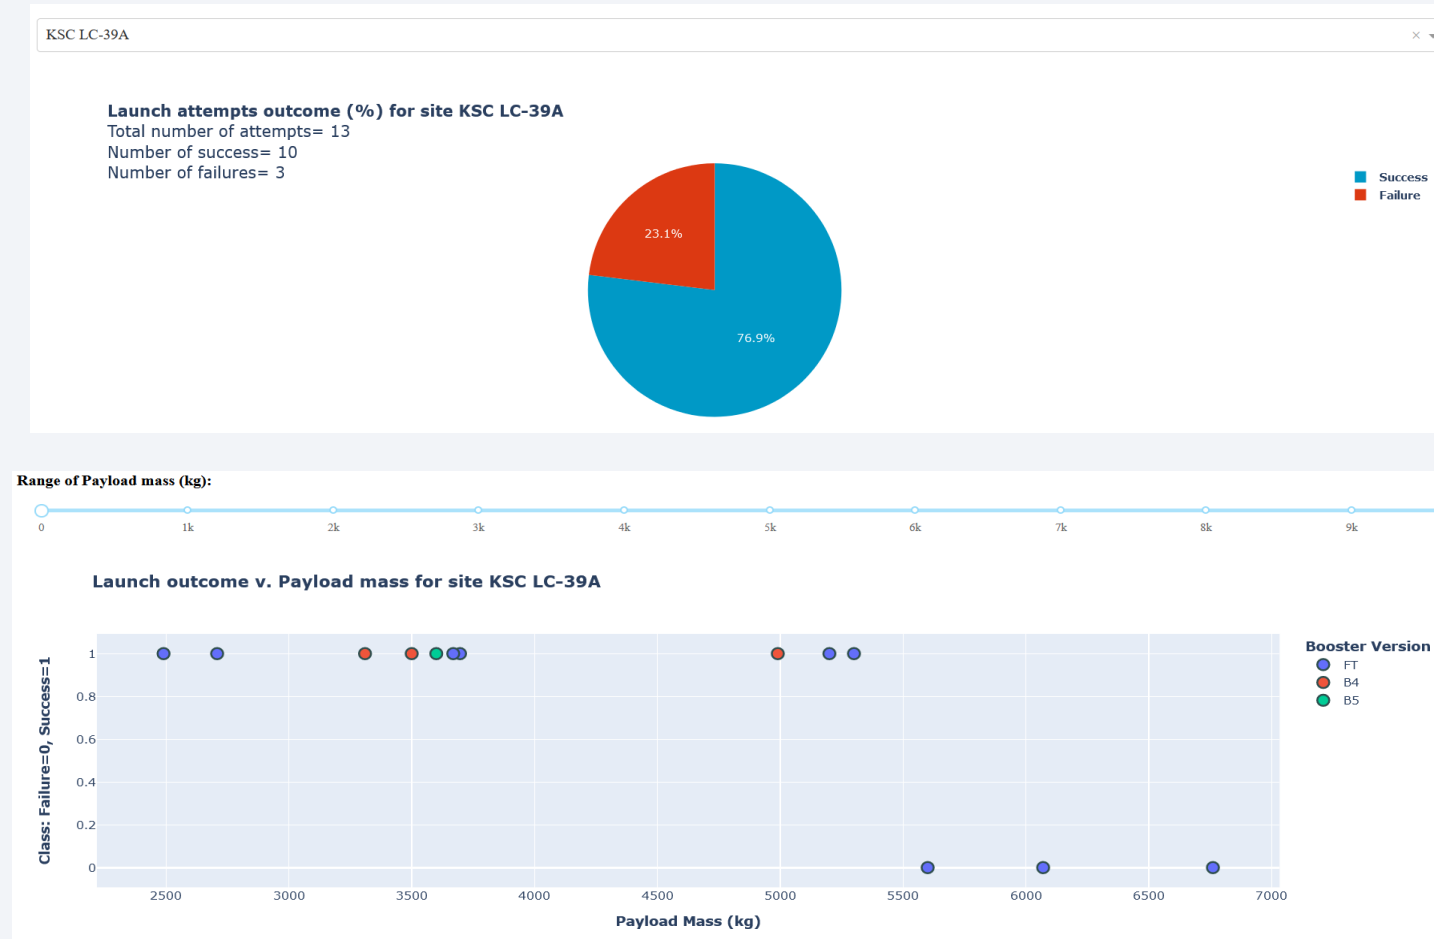 KSC LC-39A
×
Launch attempts outcome (%) for site KSC LC-39A
Total number of attempts= 13
Number of success= 10
Number of failures= 3
Success
Failure
23.1%
76.9%
Range of Payload mass (kg):
0 1k 2k 3k 4k 5k 6k 7k 8k 9k
Launch outcome v. Payload mass for site KSC LC-39A
Class: Failure=0, Success=1
1
0.8
0.6
0.4
0.2
0
2500 3000 3500 4000 4500 5000 5500 6000 6500 7000
Payload Mass (kg)
Booster Version
FT
B4
B5